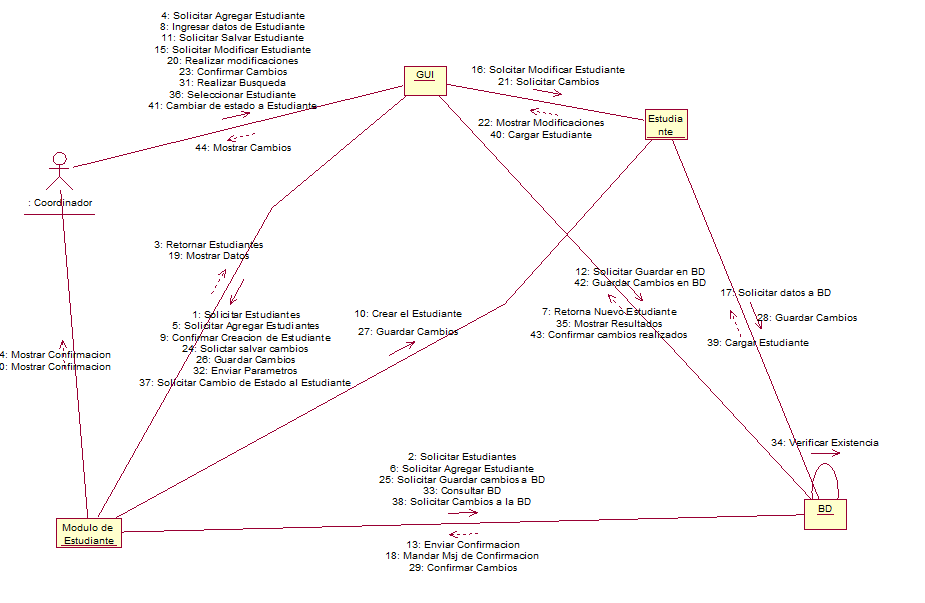 4: Solicitar Agregar Estudiante
8: Ingresar datos de Estudiante
11: Solicitar Salvar Estudiante
15: Solicitar Modificar Estudiante
20: Realizar modificaciones
23: Confirmar Cambios
31: Realizar Busqueda
36: Seleccionar Estudiante
41: Cambiar de estado a Estudiante
44: Mostrar Cambios
GUI
16: Solcitar Modificar Estudiante
21: Solicitar Cambios
22: Mostrar Modificaciones
40: Cargar Estudiante
Estudia
nte
: Coordinador
3: Retornar Estudiantes
19: Mostrar Datos
12: Solicitar Guardar en BD
42: Guardar Cambios en BD
17: Solicitar datos a BD
28: Guardar Cambios
39: Cargar Estudiante
7: Retorna Nuevo Estudiante
35: Mostrar Resultados
43: Confirmar cambios realizados
10: Crear el Estudiante
27: Guardar Cambios
1: Solicitar Estudiantes
5: Solicitar Agregar Estudiantes
9: Confirmar Creacion de Estudiante
24: Solictar salvar cambios
26: Guardar Cambios
32: Enviar Parametros
37: Solicitar Cambio de Estado al Estudiante
4: Mostrar Confirmacion
0: Mostrar Confirmacion
34: Verificar Existencia
2: Solicitar Estudiantes
6: Solicitar Agregar Estudiante
25: Solicitar Guardar cambios a BD
33: Consultar BD
38: Solicitar Cambios a la BD
BD
Modulo de
Estudiante
13: Enviar Confirmacion
18: Mandar Msj de Confirmacion
29: Confirmar Cambios